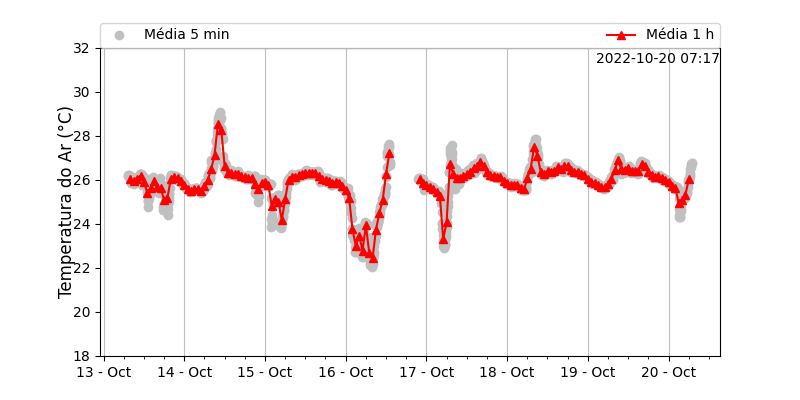 Média 5 min
Média 1 h
2022-10-20 07:17
Temperatura do Ar (°C)
32
30
28
26
24
22
20
18
13 - Oct
14 - Oct
15 - Oct
16 - Oct
17 - Oct
18 - Oct
19 - Oct
20 - Oct